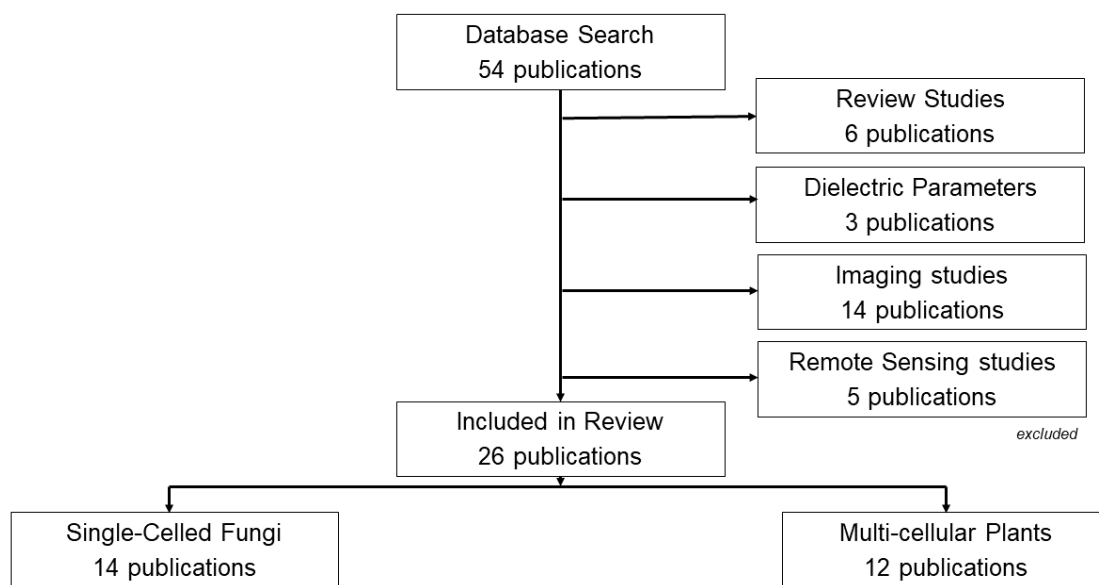 Database Search
54 publications
Review Studies
6 publications
Dielectric Parameters
3 publications
Imaging studies
14 publications
Remote Sensing studies
5 publications
excluded
Included in Review
26 publications
Single-Celled Fungi
14 publications
Multi-cellular Plants
12 publications